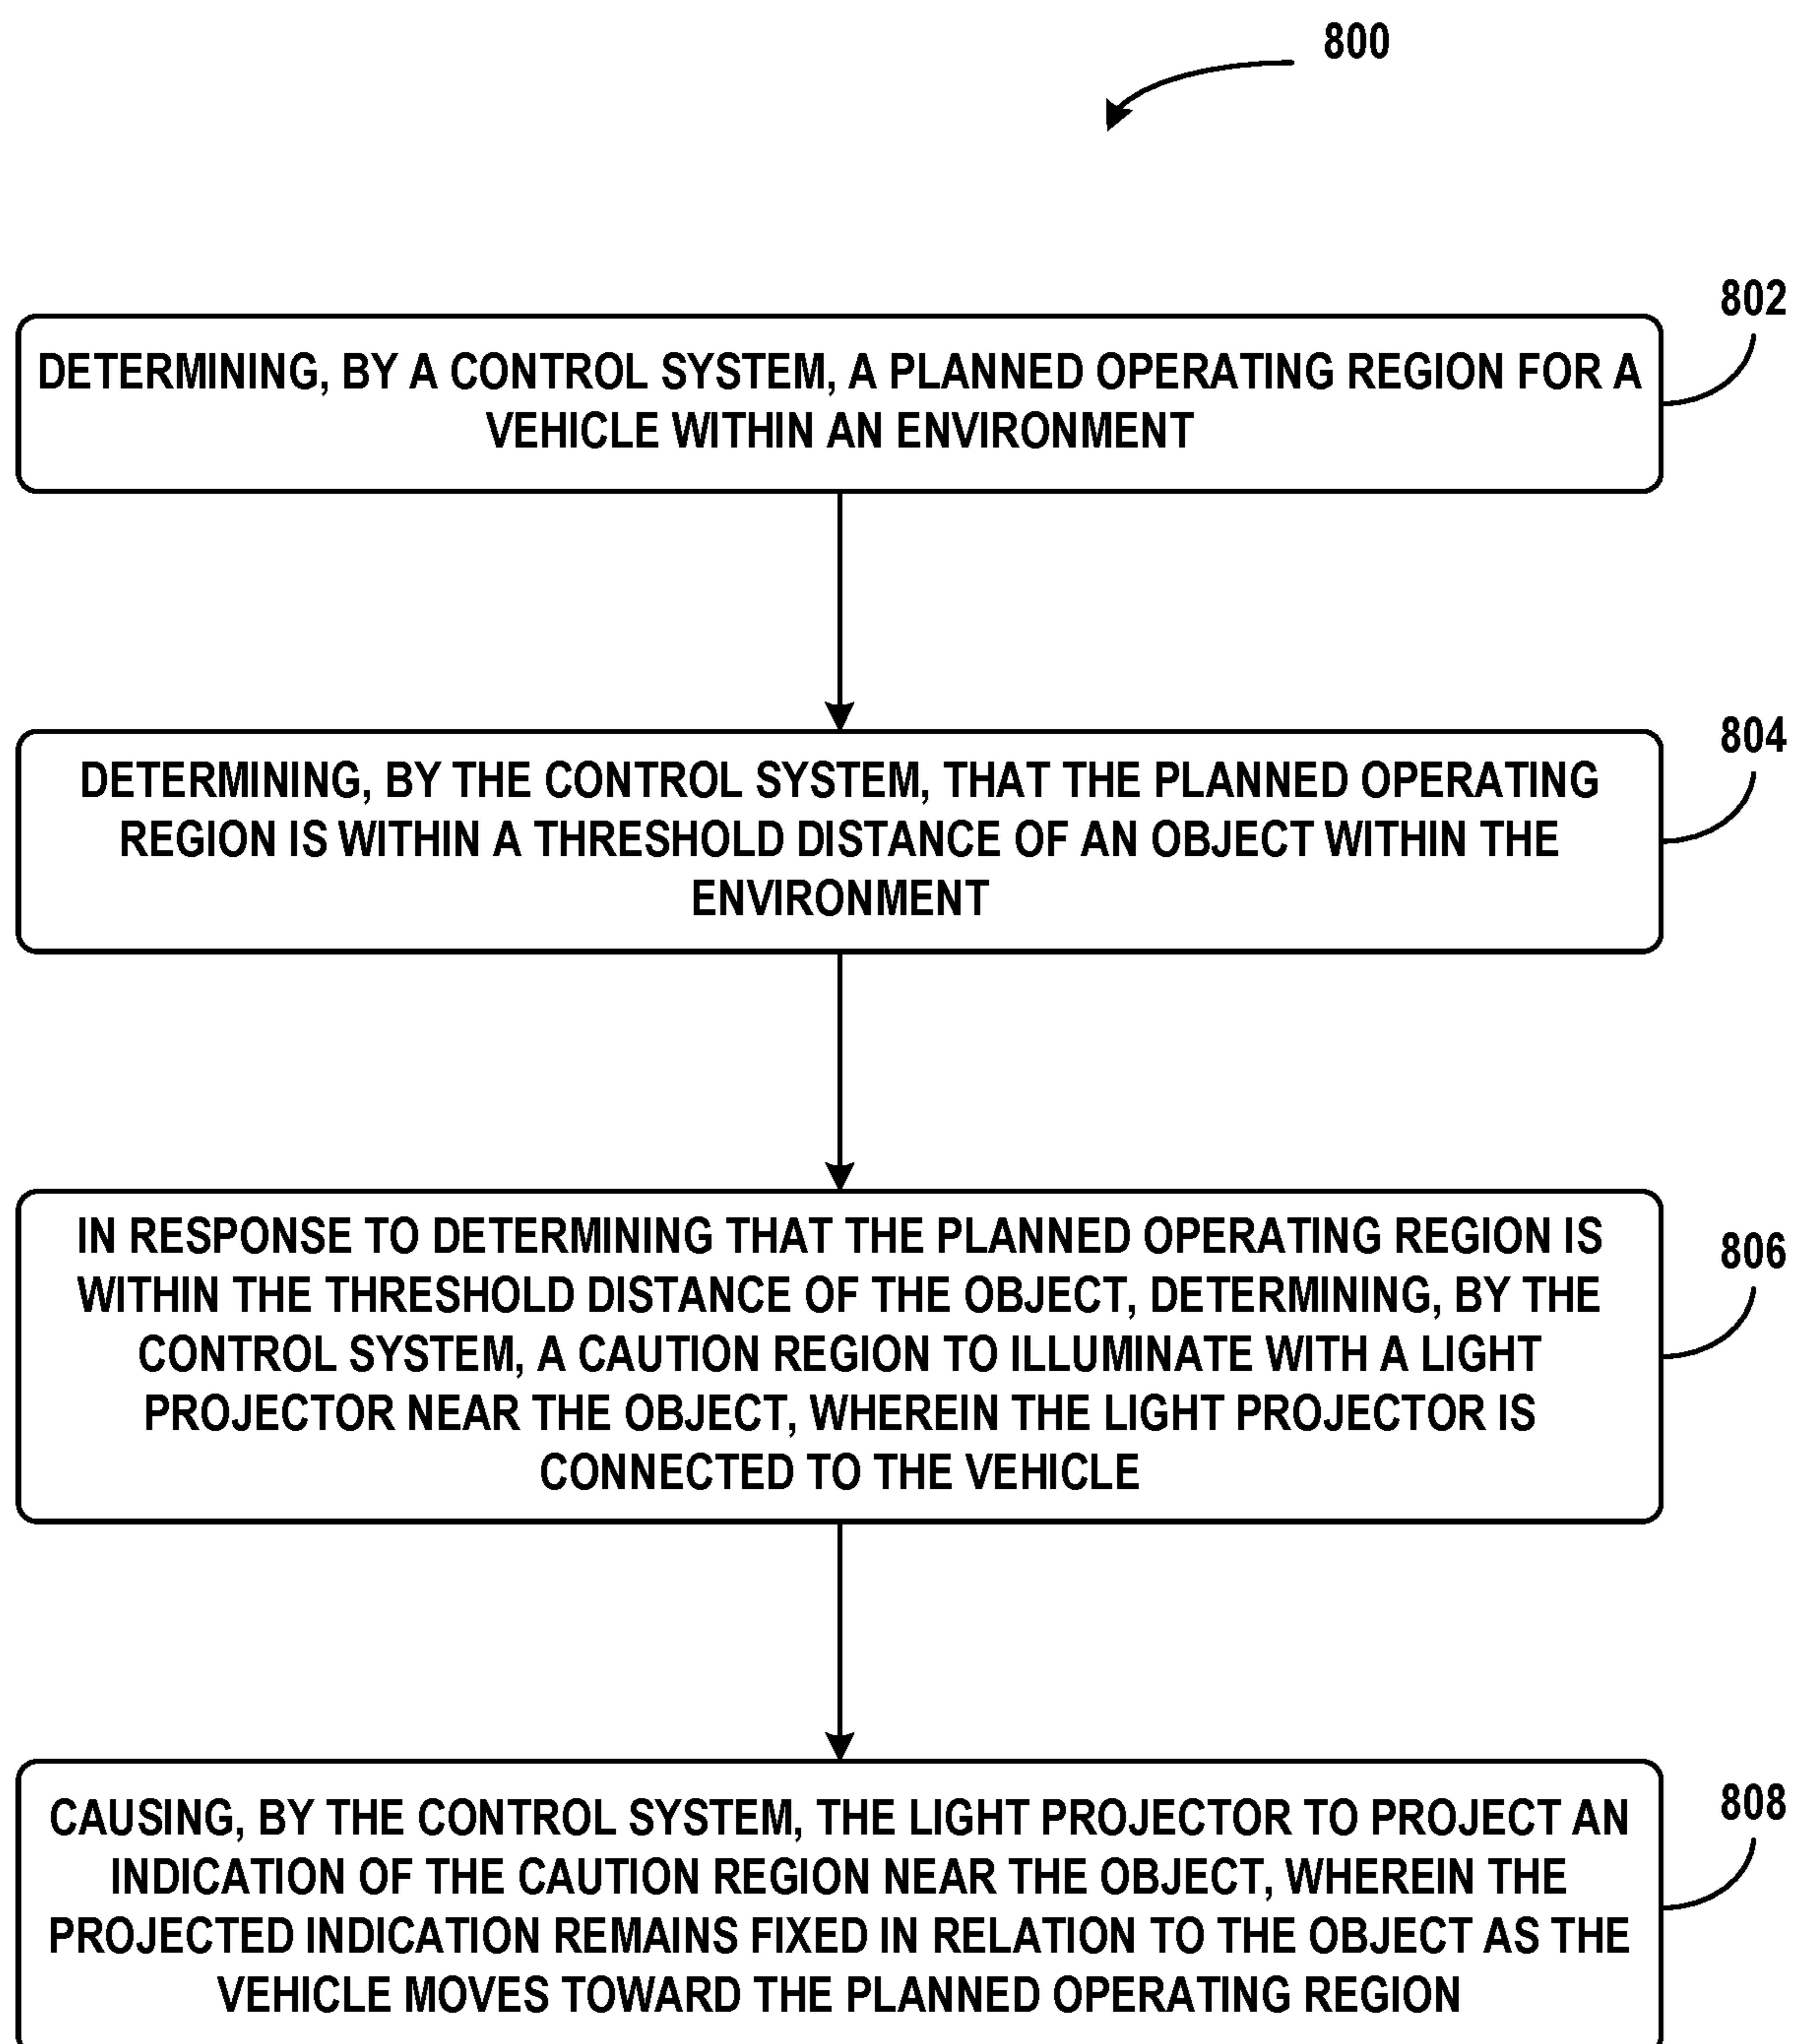 800
802
DETERMINING, BY A CONTROL SYSTEM, A PLANNED OPERATING REGION FOR A
VEHICLE WITHIN AN ENVIRONMENT
804
DETERMINING, BY THE CONTROL SYSTEM, THAT THE PLANNED OPERATING
REGION IS WITHIN A THRESHOLD DISTANCE OF AN OBJECT WITHIN THE
ENVIRONMENT
806
IN RESPONSE TO DETERMINING THAT THE PLANNED OPERATING REGION IS
WITHIN THE THRESHOLD DISTANCE OF THE OBJECT, DETERMINING, BY THE
CONTROL SYSTEM, A CAUTION REGION TO ILLUMINATE WITH A LIGHT
PROJECTOR NEAR THE OBJECT, WHEREIN THE LIGHT PROJECTOR IS
CONNECTED TO THE VEHICLE
808
CAUSING, BY THE CONTROL SYSTEM, THE LIGHT PROJECTOR TO PROJECT AN
INDICATION OF THE CAUTION REGION NEAR THE OBJECT, WHEREIN THE
PROJECTED INDICATION REMAINS FIXED IN RELATION TO THE OBJECT AS THE
VEHICLE MOVES TOWARD THE PLANNED OPERATING REGION